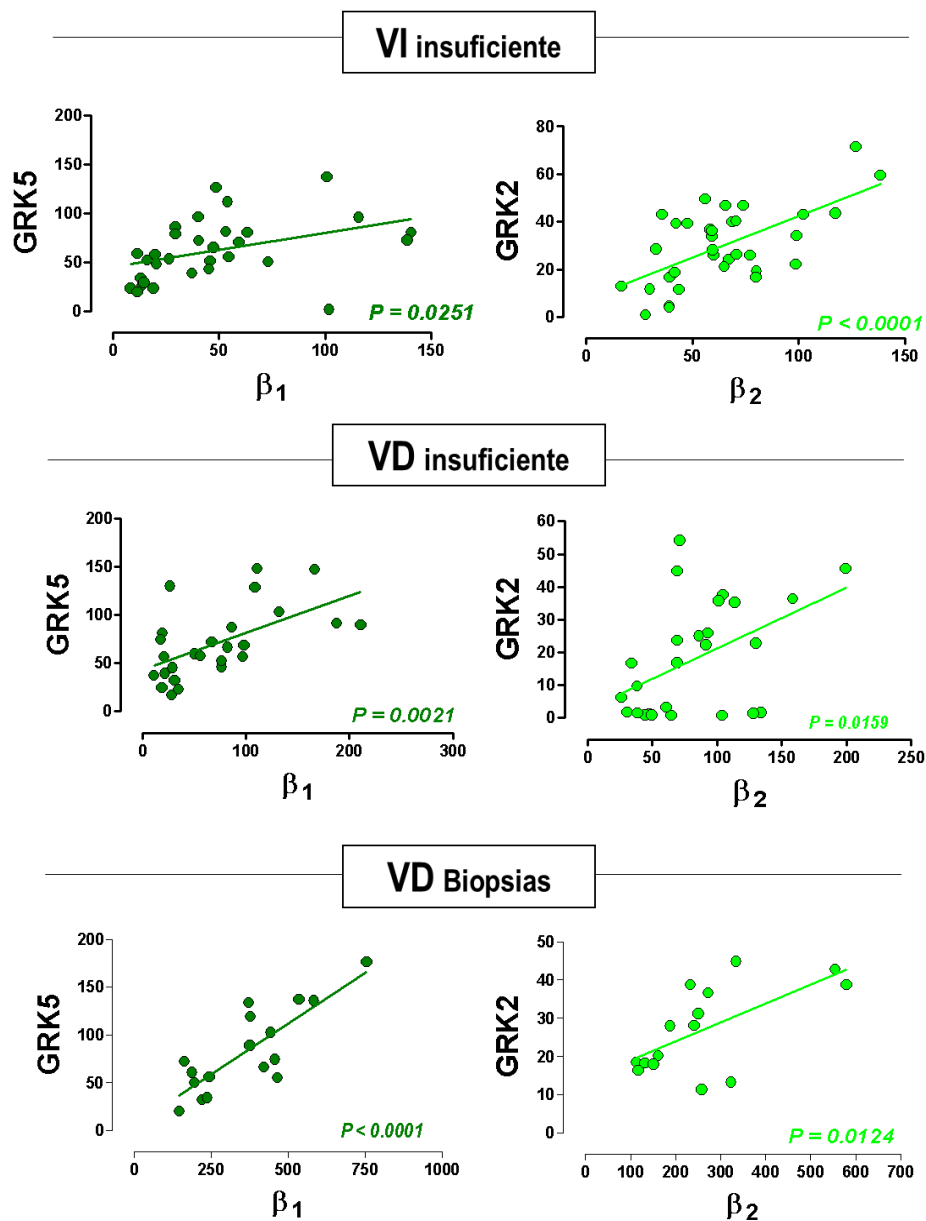 VI insuficiente
GRK5
200
150
100
50
0
0 50 100 150
β1
P = 0.0251
GRK2
80
60
40
20
0
0 50 100 150
β2
P < 0.0001
VD insuficiente
GRK5
200
150
100
50
0
0 100 200 300
β1
P = 0.0021
GRK2
60
50
40
30
20
10
0
0 50 100 150 200 250
β2
P = 0.0159
VD Biopsias
GRK5
200
150
100
50
0
0 250 500 750 1000
β1
P < 0.0001
GRK2
50
40
30
20
10
0
0 100 200 300 400 500 600 700
β2
P = 0.0124